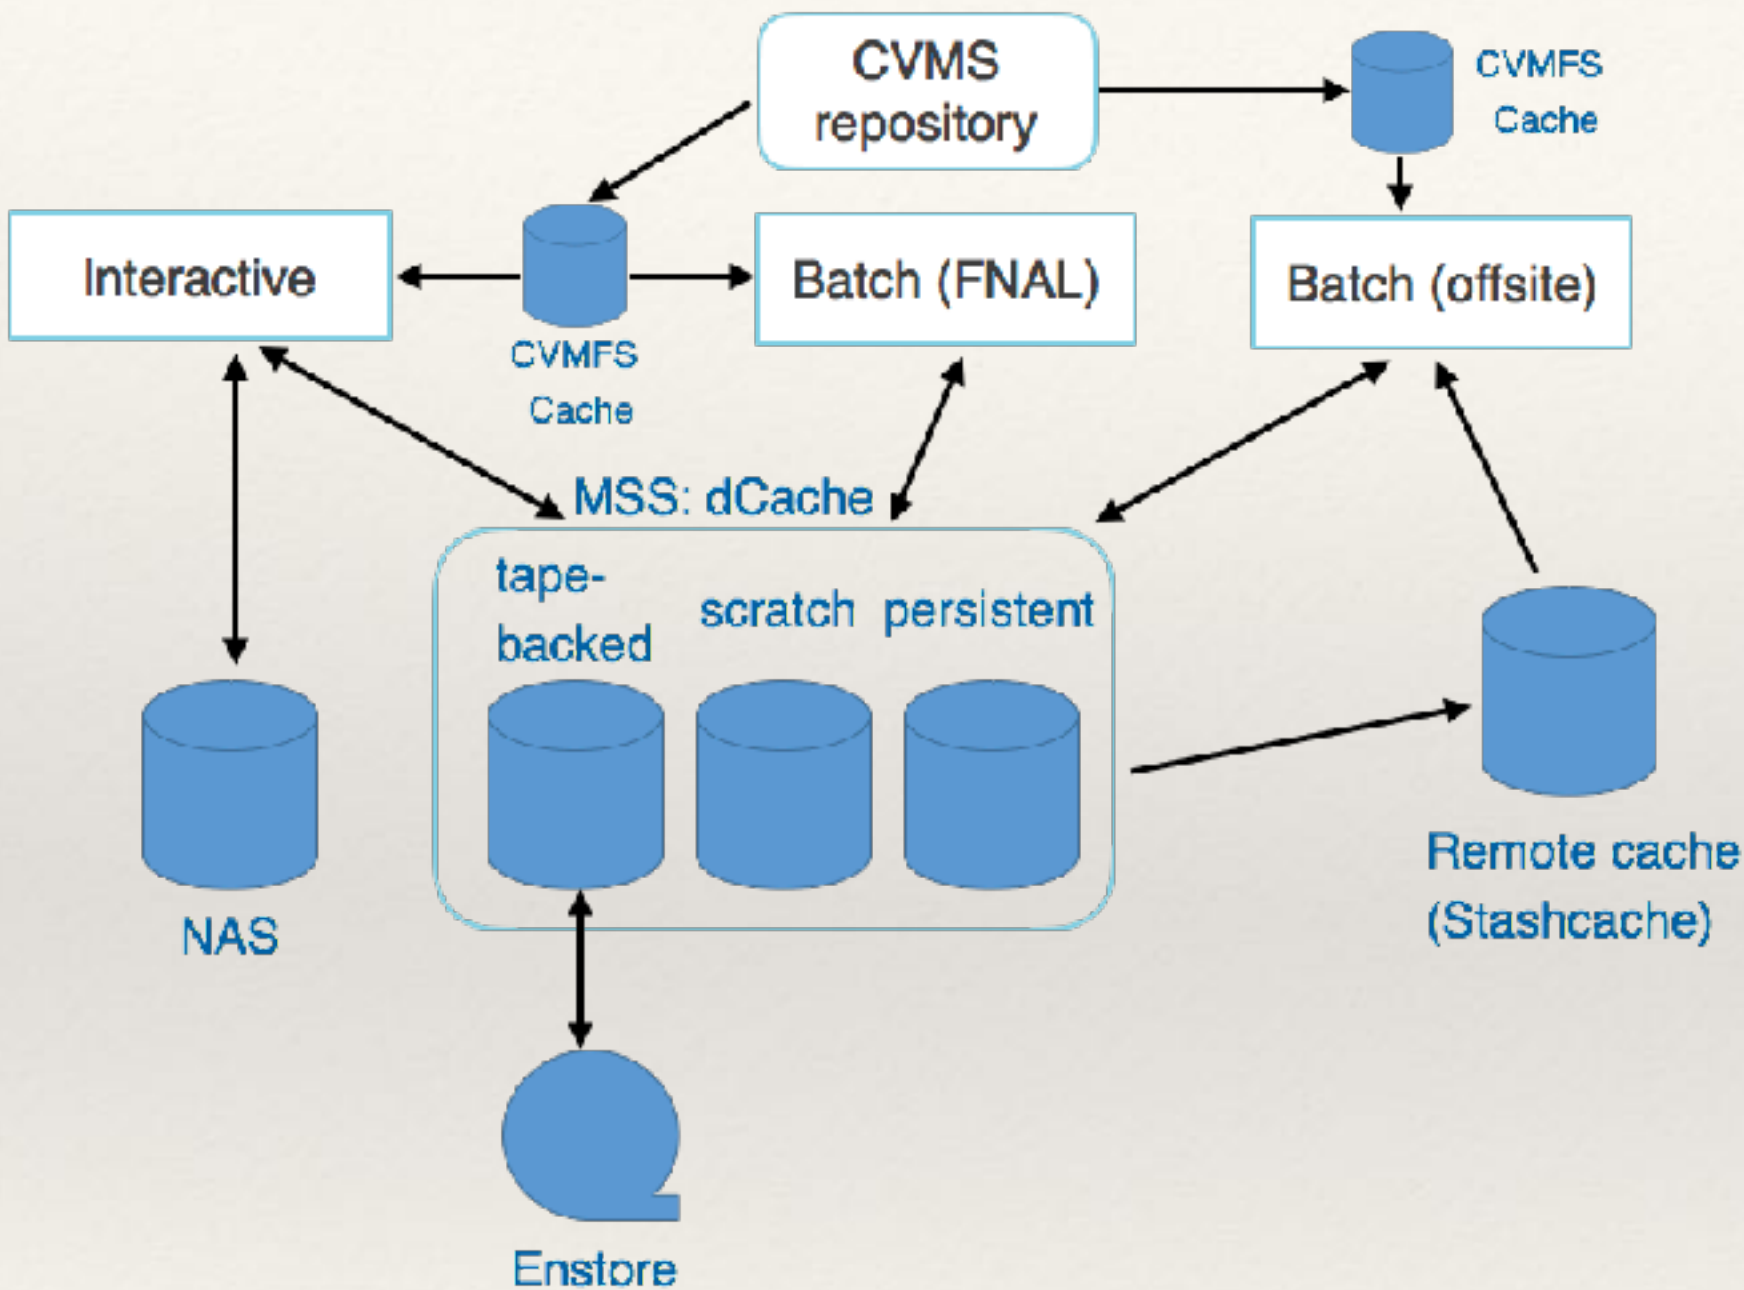 CVMS
repository
CVMFS
Cache
Interactive
CVMFS
Cache
Batch (FNAL)
Batch (offsite)
MSS: dCache
tape-
backed
scratch
persistent
NAS
Remote cache
(Stashcache)
Enstore